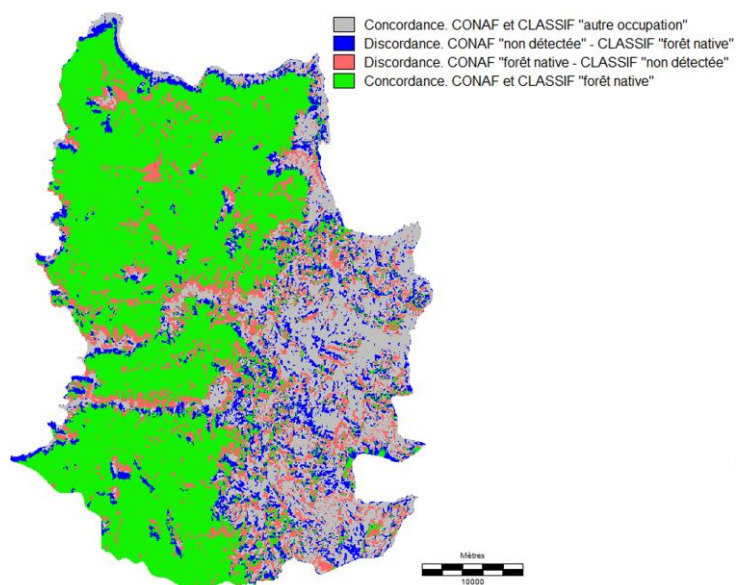 Concordance. CONAF et CLASSIF "autre occupation"
Discordance. CONAF "non détectée" - CLASSIF "forêt native"
Discordance. CONAF "forêt native - CLASSIF "non détectée"
Concordance. CONAF et CLASSIF "forêt native"
Mètres
10000